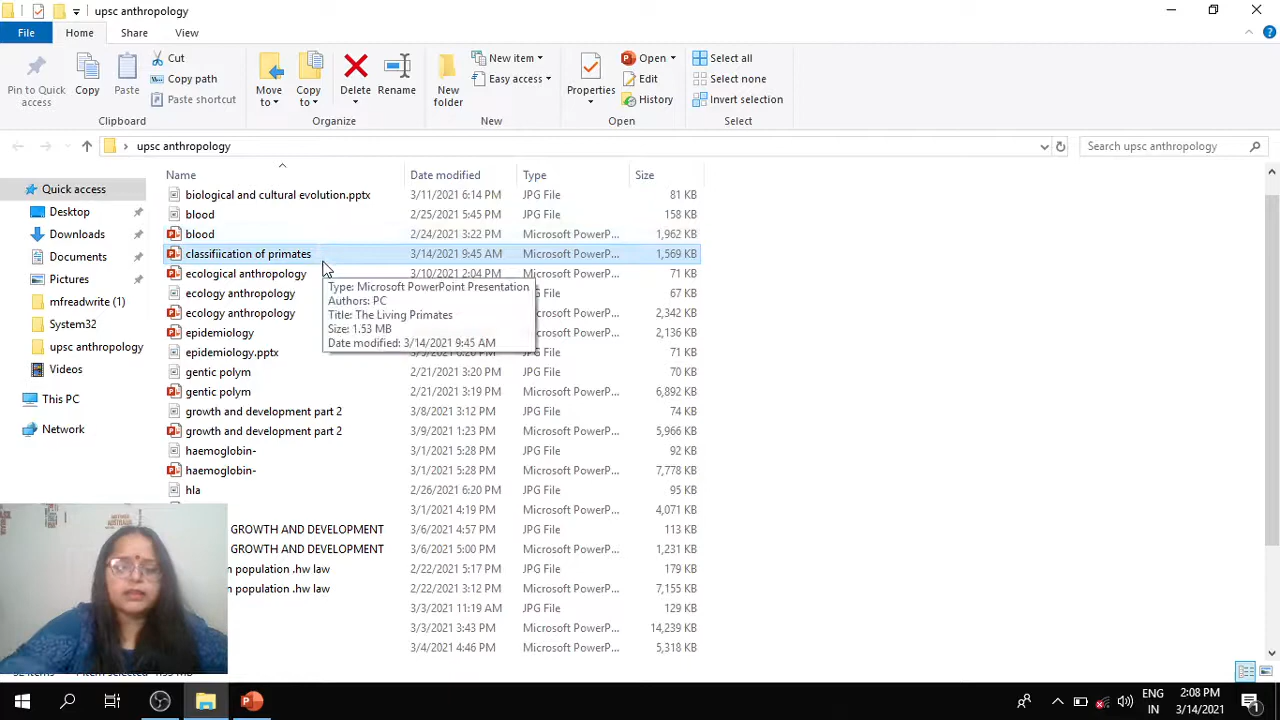 upsc anthropology
File Home Share View
Pin to Quick access
Copy
Paste
Cut
Copy path
Paste shortcut
Clipboard
Move to
Copy to
Delete
Rename
Organize
New folder
New item
Easy access
New
Properties
Open
Edit
History
Open
Select all
Select none
Invert selection
Select
upsc anthropology
Search upsc anthropology
Quick access
Desktop
Downloads
Documents
Pictures
mfreadwrite (1)
System32
upsc anthropology
Videos
This PC
Network
Name Date modified Type Size
biological and cultural evolution.pptx 3/11/2021 6:14 PM JPG File 81 KB
blood 2/25/2021 5:45 PM JPG File 158 KB
blood 2/24/2021 3:22 PM Microsoft PowerP... 1,962 KB
classifiication of primates 3/14/2021 9:45 AM Microsoft PowerP... 1,569 KB
ecological anthropology 3/10/2021 2:04 PM Microsoft PowerP... 71 KB
ecology anthropology JPG File 67 KB
ecology anthropology Microsoft PowerP... 2,342 KB
epidemiology Microsoft PowerP... 2,136 KB
epidemiology.pptx JPG File 71 KB
Type: Microsoft PowerPoint Presentation
Authors: PC
Title: The Living Primates
Size: 1.53 MB
Date modified: 3/14/2021 9:45 AM
gentic polym 2/21/2021 3:20 PM JPG File 70 KB
gentic polym 2/21/2021 3:19 PM Microsoft PowerP... 6,892 KB
growth and development part 2 3/8/2021 3:12 PM JPG File 74 KB
growth and development part 2 3/9/2021 1:23 PM Microsoft PowerP... 5,966 KB
haemoglobin- 3/1/2021 5:28 PM JPG File 92 KB
haemoglobin- 3/1/2021 5:28 PM Microsoft PowerP... 7,778 KB
hla 2/26/2021 6:20 PM JPG File 95 KB
3/1/2021 4:19 PM Microsoft PowerP... 4,071 KB
GROWTH AND DEVELOPMENT 3/6/2021 4:57 PM JPG File 113 KB
GROWTH AND DEVELOPMENT 3/6/2021 5:00 PM Microsoft PowerP... 1,231 KB
population .hw law 2/22/2021 5:17 PM JPG File 179 KB
population .hw law 2/22/2021 3:12 PM Microsoft PowerP... 7,155 KB
3/3/2021 11:19 AM JPG File 129 KB
3/3/2021 3:43 PM Microsoft PowerP... 14,239 KB
3/4/2021 4:46 PM Microsoft PowerP... 5,318 KB
ENG
IN
2:08 PM
3/14/2021